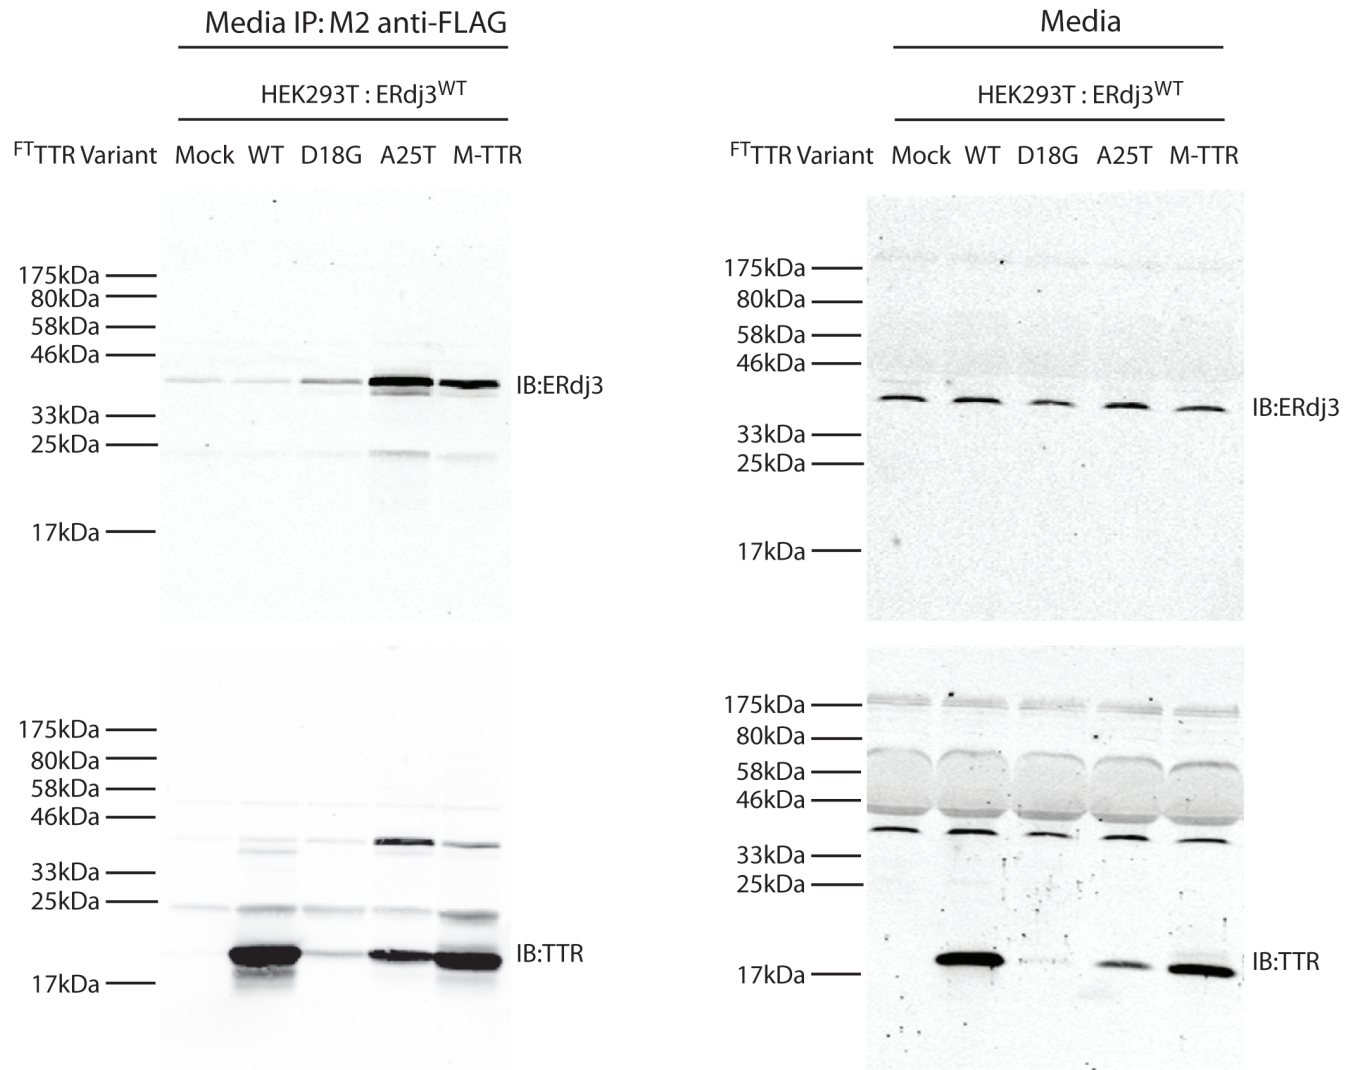 Media IP: M2 anti-FLAG
HEK293T : ERdj3WT
FTTTR Variant Mock WT D18G A25T M-TTR
175kDa
80kDa
58kDa
46kDa
IB:ERdj3
33kDa
25kDa
17kDa
175kDa
80kDa
58kDa
46kDa
33kDa
25kDa
IB:TTR
17kDa
Media
HEK293T : ERdj3WT
FTTTR Variant Mock WT D18G A25T M-TTR
175kDa
80kDa
58kDa
46kDa
IB:ERdj3
33kDa
25kDa
17kDa
175kDa
80kDa
58kDa
46kDa
33kDa
25kDa
IB:TTR
17kDa